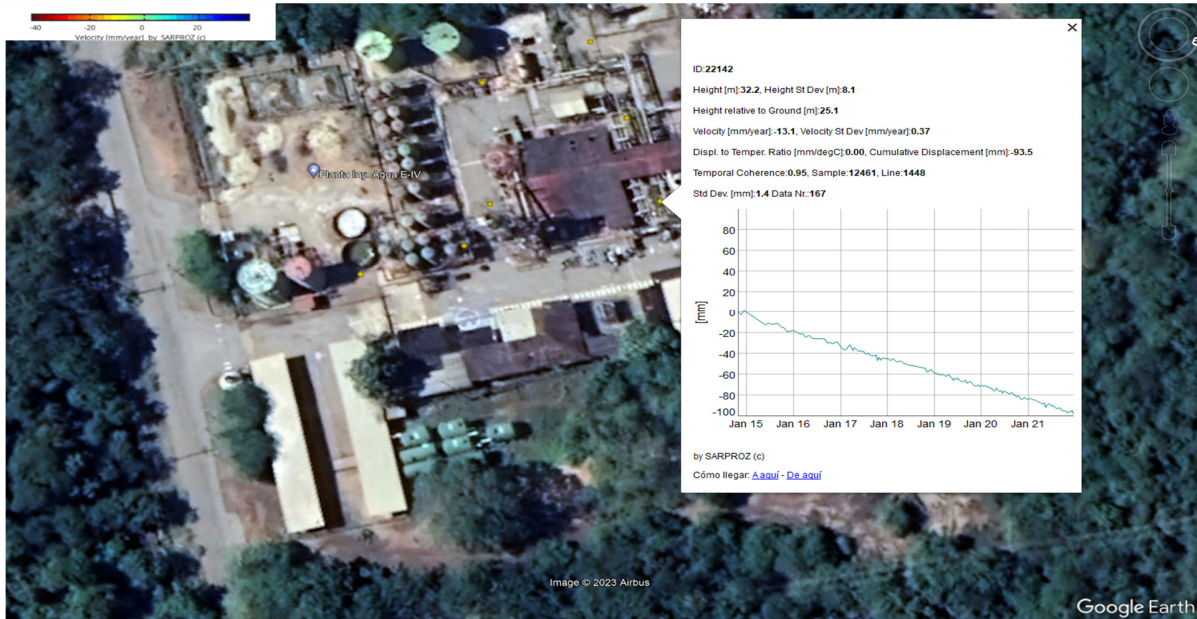 -40 -20 0 20
Velocity [mm/year] by SARPROZ (c)
×
ID:22142
Height [m]:32.2, Height St Dev [m]:8.1
Height relative to Ground [m]:25.1
Velocity [mm/year]:-13.1, Velocity St Dev [mm/year]:0.37
Displ. to Temper. Ratio [mm/degC]:0.00, Cumulative Displacement [mm]:-93.5
Temporal Coherence:0.95, Sample:12461, Line:1448
Std Dev. [mm]:1.4 Data Nr.:167
Planta Iny. Agua E-IV
[mm]
80
60
40
20
0
-20
-40
-60
-80
-100
Jan 15 Jan 16 Jan 17 Jan 18 Jan 19 Jan 20 Jan 21
by SARPROZ (c)
Cómo llegar: A aquí - De aquí
Image © 2023 Airbus
Google Earth